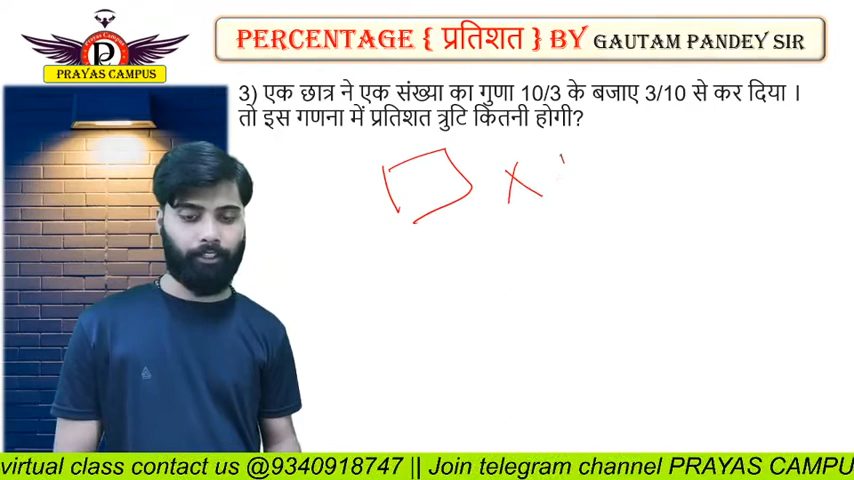 Prayas Campus
PRAYAS CAMPUS
PERCENTAGE { प्रतिशत } BY GAUTAM PANDEY SIR
3) एक छात्र ने एक संख्या का गुणा 10/3 के बजाए 3/10 से कर दिया ।
तो इस गणना में प्रतिशत त्रुटि कितनी होगी?
×
virtual class contact us @9340918747 || Join telegram channel PRAYAS CAMPU